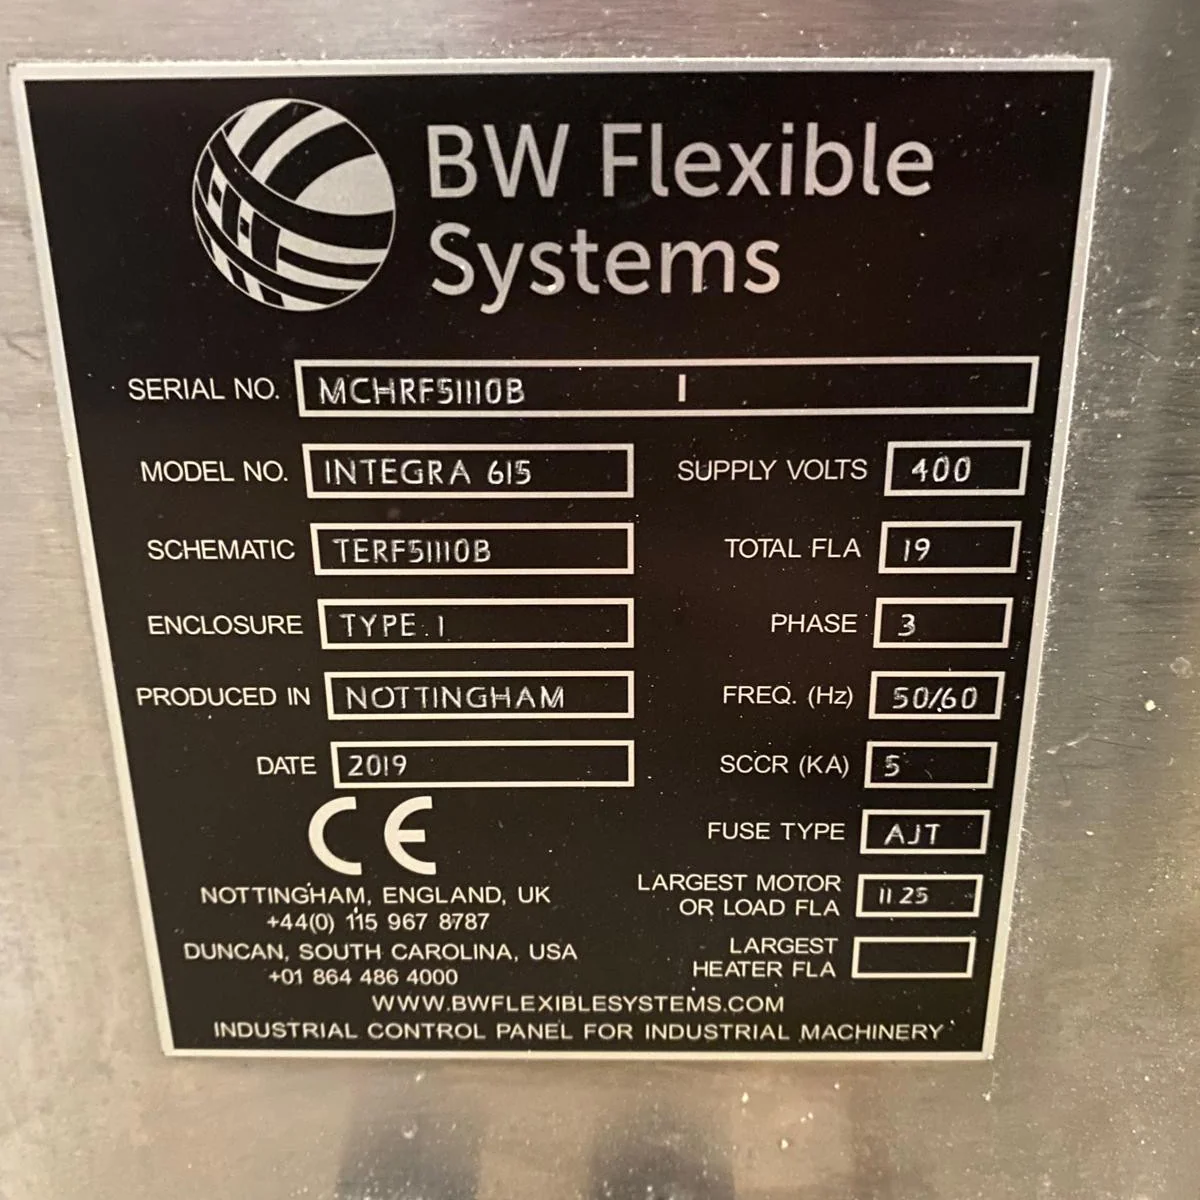 BW Flexible
Systems
SERIAL NO. MCHRF51110B
MODEL NO. INTEGRA 615 SUPPLY VOLTS 400
SCHEMATIC TERF51110B TOTAL FLA 19
ENCLOSURE TYPE 1 PHASE 3
PRODUCED IN NOTTINGHAM FREQ. (Hz) 50/60
DATE 2019 SCCR (KA) 5
CE FUSE TYPE AJT
NOTTINGHAM, ENGLAND, UK
+44(0) 115 967 8787
DUNCAN, SOUTH CAROLINA, USA
+01 864 486 4000
LARGEST MOTOR
OR LOAD FLA 11 25
LARGEST
HEATER FLA
WWW.BWFLEXIBLESYSTEMS.COM
INDUSTRIAL CONTROL PANEL FOR INDUSTRIAL MACHINERY